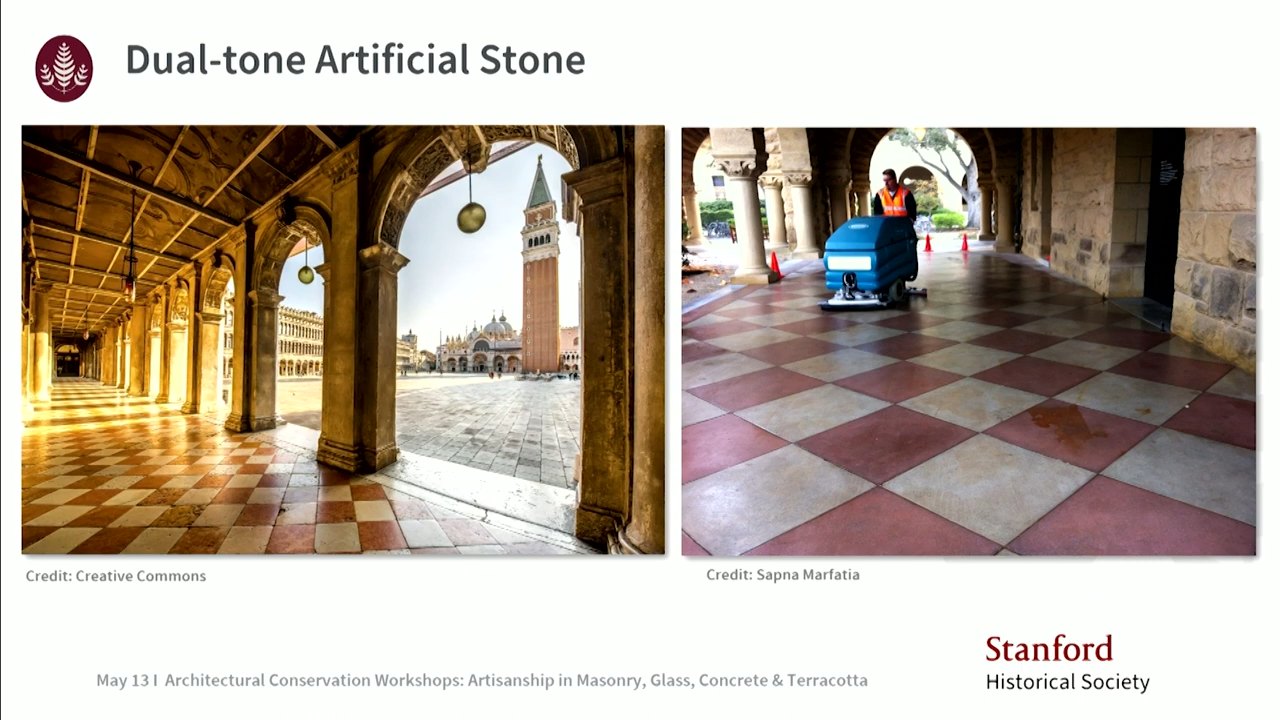 Dual-tone Artificial Stone
Credit: Creative Commons
Credit: Sapna Marfatia
May 13 I Architectural Conservation Workshops: Artisanship in Masonry, Glass, Concrete & Terracotta
Stanford
Historical Society